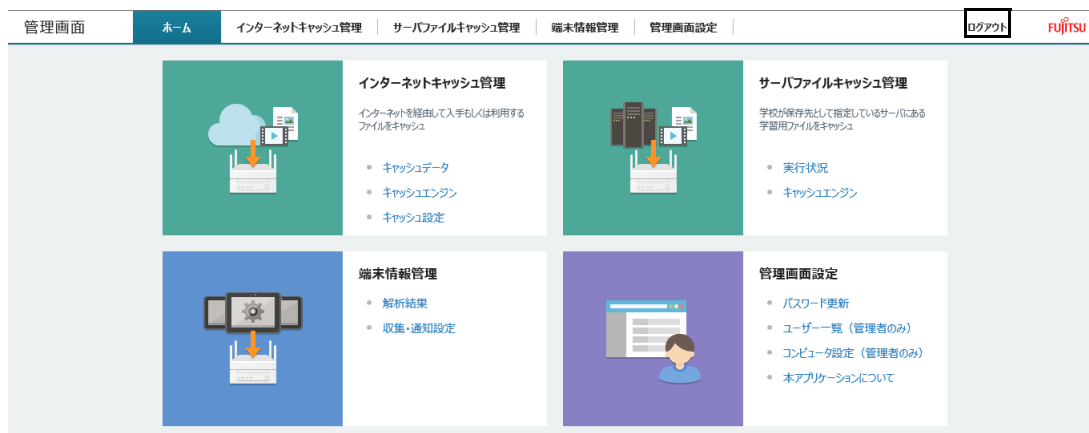 管理画面
ホーム
インターネットキャッシュ管理
サーバファイルキャッシュ管理
端末情報管理
管理画面設定
ログアウト
FUJITSU
インターネットキャッシュ管理
インターネットを経由して入手もしくは利用する
ファイルをキャッシュ
キャッシュデータ
キャッシュエンジン
キャッシュ設定
サーバファイルキャッシュ管理
学校が保存先として指定しているサーバにある
学習用ファイルをキャッシュ
実行状況
キャッシュエンジン
端末情報管理
解析結果
収集・通知設定
管理画面設定
パスワード更新
ユーザー一覧（管理者のみ）
コンピュータ設定（管理者のみ）
本アプリケーションについて